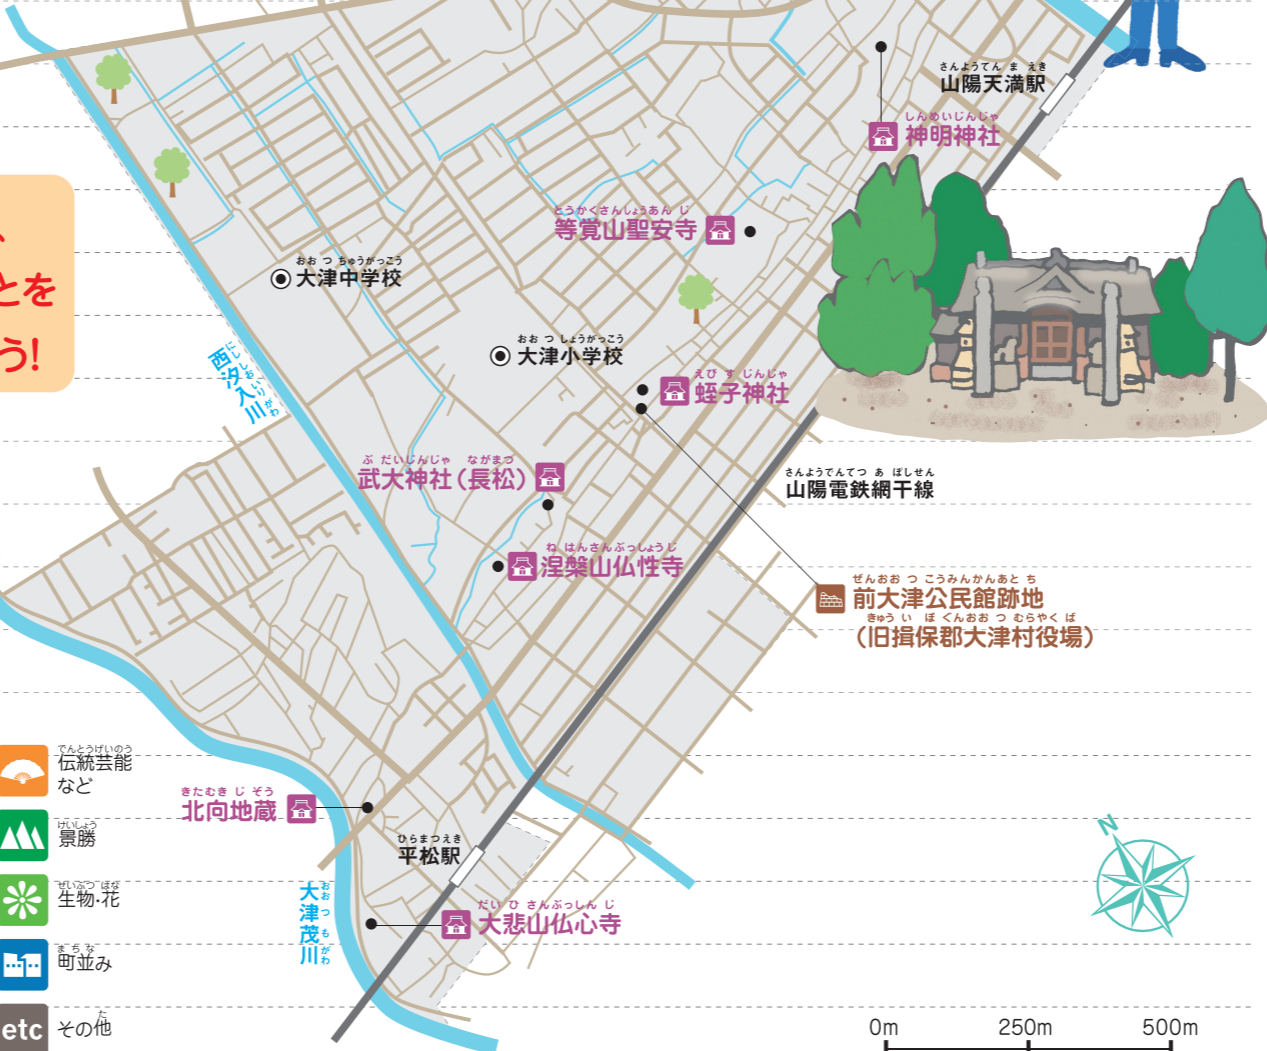 さんようてんまえき
山陽天満駅
しんめいじんじゃ
神明神社
とうかくさんしょうあんじ
等覚山聖安寺
おおつちゅうがっこう
大津中学校
、
とを
う!
おおつしょうがっこう
大津小学校
にししおいりがわ
西汐入川
えびすじんじゃ
蛭子神社
ぶだいじんじゃ ながまつ
武大神社(長松)
さんようでんてつあぼしせん
山陽電鉄網干線
ねはんさんぶっしょうじ
涅槃山仏性寺
ぜんおおつこうみんかんあとち
前大津公民館跡地
きゅういぼぐんおおつむらやくば
(旧揖保郡大津村役場)
でんとうげいのう
伝統芸能
など
けいしょう
景勝
せいぶつ はな
生物・花
まちな
町並み
etc
た
その他
きたむきじぞう
北向地蔵
ひらまつえき
平松駅
おおつもがわ
大津茂川
だいひさんぶっしんじ
大悲山仏心寺
N
0m 250m 500m